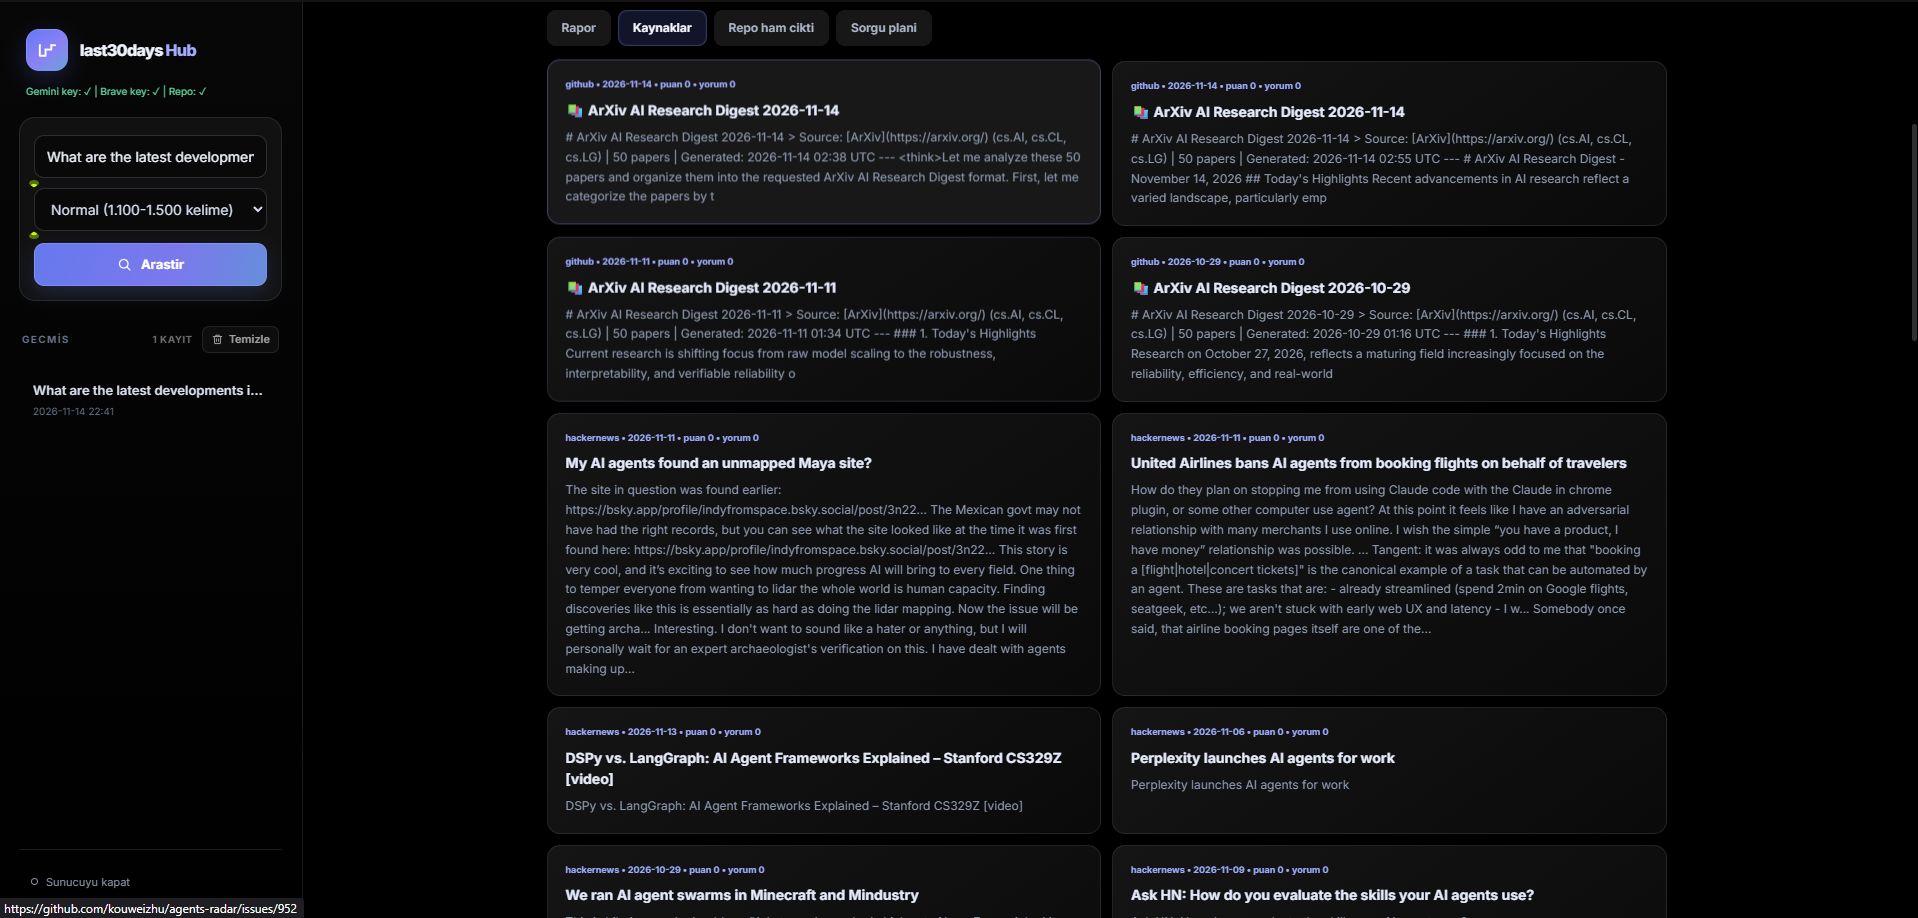 last30days Hub
Gemini key: ✓ | Brave key: ✓ | Repo: ✓
What are the latest developmer
Normal (1.100-1.500 kelime)
Arastir
GECMİS
1 KAYIT
Temizle
What are the latest developments i...
2026-11-14 22:41
Sunucuyu kapat
https://github.com/kouweizhu/agents-radar/issues/952
Rapor
Kaynaklar
Repo ham cikti
Sorgu plani
github • 2026-11-14 • puan 0 • yorum 0
ArXiv AI Research Digest 2026-11-14
# ArXiv AI Research Digest 2026-11-14 > Source: [ArXiv](https://arxiv.org/) (cs.AI, cs.CL,
cs.LG) | 50 papers | Generated: 2026-11-14 02:38 UTC --- <think>Let me analyze these 50
papers and organize them into the requested ArXiv AI Research Digest format. First, let me
categorize the papers by t
github • 2026-11-14 • puan 0 • yorum 0
ArXiv AI Research Digest 2026-11-14
# ArXiv AI Research Digest 2026-11-14 > Source: [ArXiv](https://arxiv.org/) (cs.AI, cs.CL,
cs.LG) | 50 papers | Generated: 2026-11-14 02:55 UTC --- # ArXiv AI Research Digest -
November 14, 2026 ## Today's Highlights Recent advancements in AI research reflect a
varied landscape, particularly emp
github • 2026-11-11 • puan 0 • yorum 0
ArXiv AI Research Digest 2026-11-11
# ArXiv AI Research Digest 2026-11-11 > Source: [ArXiv](https://arxiv.org/) (cs.AI, cs.CL,
cs.LG) | 50 papers | Generated: 2026-11-11 01:34 UTC --- ### 1. Today's Highlights
Current research is shifting focus from raw model scaling to the robustness,
interpretability, and verifiable reliability o
github • 2026-10-29 • puan 0 • yorum 0
ArXiv AI Research Digest 2026-10-29
# ArXiv AI Research Digest 2026-10-29 > Source: [ArXiv](https://arxiv.org/) (cs.AI, cs.CL,
cs.LG) | 50 papers | Generated: 2026-10-29 01:16 UTC --- ### 1. Today's Highlights
Research on October 27, 2026, reflects a maturing field increasingly focused on the
reliability, efficiency, and real-world
hackernews • 2026-11-11 • puan 0 • yorum 0
My AI agents found an unmapped Maya site?
The site in question was found earlier:
https://bsky.app/profile/indyfromspace.bsky.social/post/3n22... The Mexican govt may not
have had the right records, but you can see what the site looked like at the time it was first
found here: https://bsky.app/profile/indyfromspace.bsky.social/post/3n22... This story is
very cool, and it's exciting to see how much progress AI will bring to every field. One thing
to temper everyone from wanting to lidar the whole world is human capacity. Finding
discoveries like this is essentially as hard as doing the lidar mapping. Now the issue will be
getting archa... Interesting. I don't want to sound like a hater or anything, but I will
personally wait for an expert archaeologist's verification on this. I have dealt with agents
making up...
hackernews • 2026-11-11 • puan 0 • yorum 0
United Airlines bans AI agents from booking flights on behalf of travelers
How do they plan on stopping me from using Claude code with the Claude in chrome
plugin, or some other computer use agent? At this point it feels like I have an adversarial
relationship with many merchants I use online. I wish the simple “you have a product, I
have money” relationship was possible. ... Tangent: it was always odd to me that "booking
a [flight|hotel|concert tickets]" is the canonical example of a task that can be automated by
an agent. These are tasks that are: - already streamlined (spend 2min on Google flights,
seatgeek, etc...); we aren't stuck with early web UX and latency - I w... Somebody once
said, that airline booking pages itself are one of the...
hackernews • 2026-11-13 • puan 0 • yorum 0
DSPy vs. LangGraph: AI Agent Frameworks Explained – Stanford CS329Z
[video]
DSPy vs. LangGraph: AI Agent Frameworks Explained – Stanford CS329Z [video]
hackernews • 2026-11-06 • puan 0 • yorum 0
Perplexity launches AI agents for work
Perplexity launches AI agents for work
hackernews • 2026-10-29 • puan 0 • yorum 0
We ran AI agent swarms in Minecraft and Mindustry
hackernews • 2026-11-09 • puan 0 • yorum 0
Ask HN: How do you evaluate the skills your AI agents use?